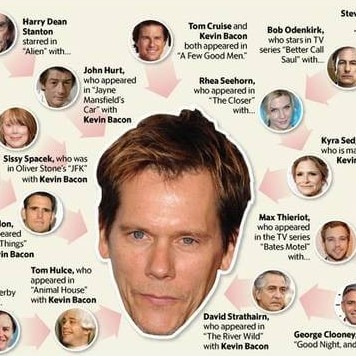 Harry Dean
Stanton
starred in
"Alien" with...
John Hurt,
who appeared
in "Jayne
Mansfield's
Car" with
Kevin Bacon
Sissy Spacek, who was
in Oliver Stone's "JFK"
with Kevin Bacon
Tom Cruise and
Kevin Bacon
both appeared in
"A Few Good Men."
Rhea Seehorn,
who appeared in
"The Closer"
with...
Bob Odenkirk,
who stars in TV
series "Better Call
Saul" with...
Kyra Sed
who is ma
Kevi
Max Thieriot,
who appeared
in the TV series
"Bates Motel"
with...
lon,
eared
Things"
vin Bacon
Tom Hulce, who
appeared in
"Animal House"
with Kevin Bacon
erby
David Strathairn,
who appeared in
"The River Wild"
with Kevin Bacon
George Clooney
"Good Night, and
Stev